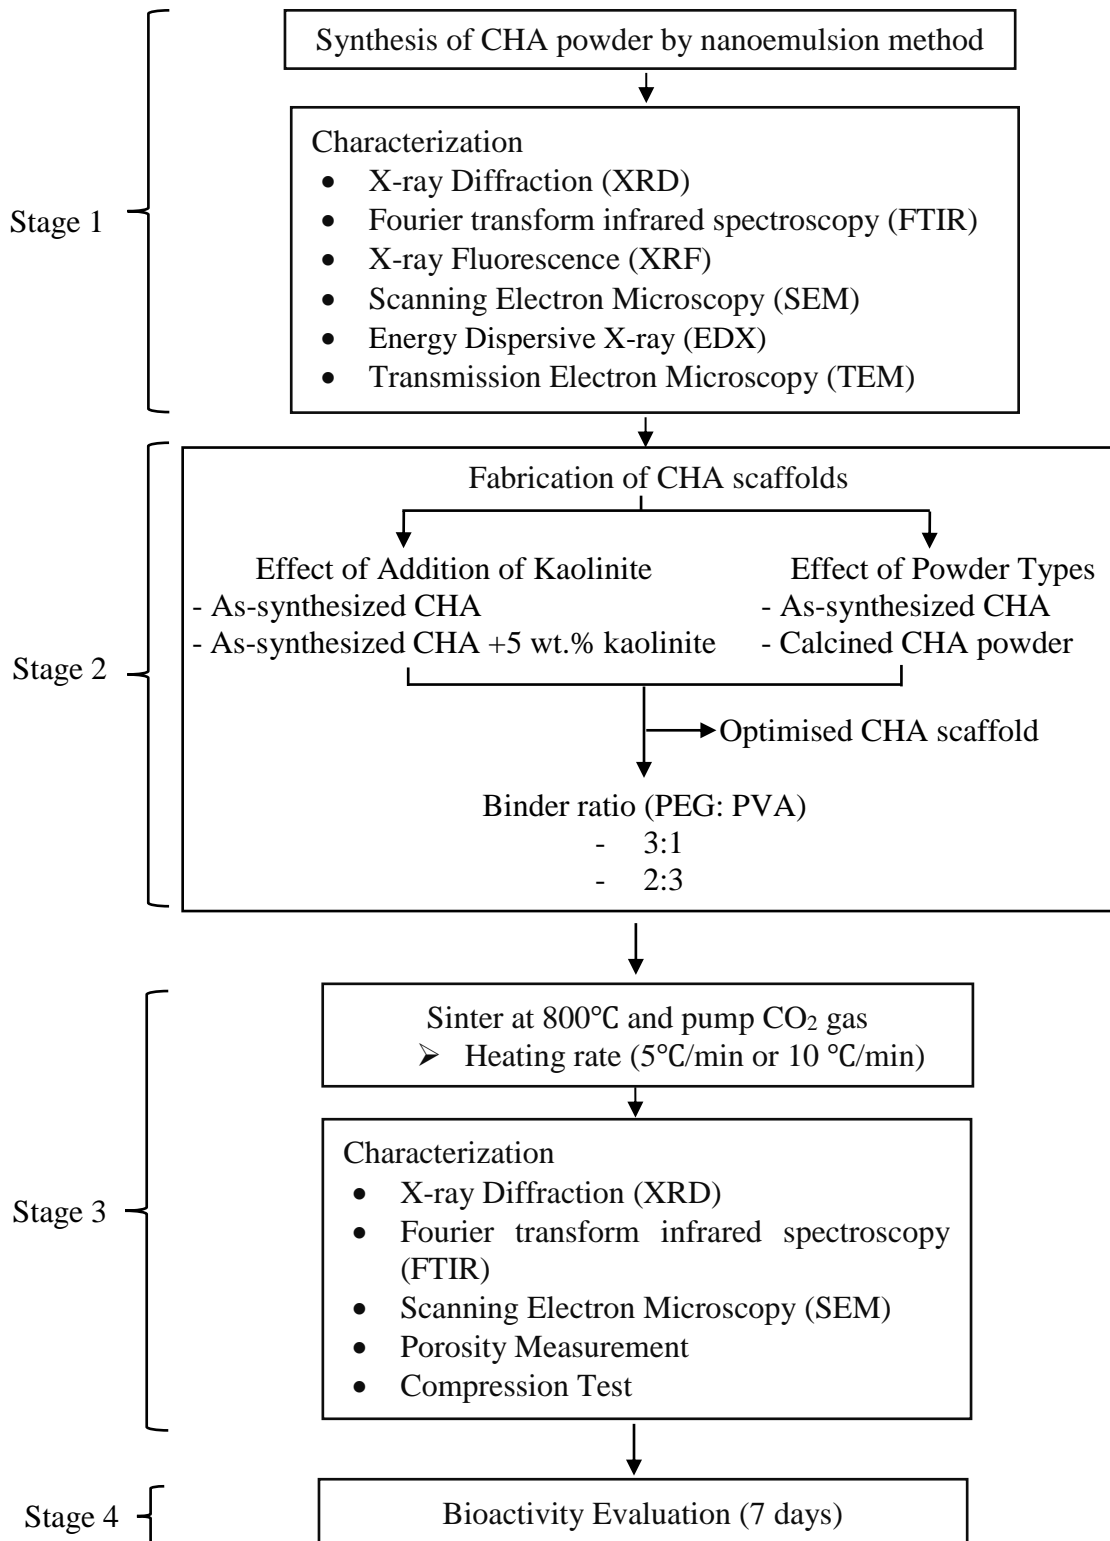 Synthesis of CHA powder by nanoemulsion method
Stage 1
Characterization
• X-ray Diffraction (XRD)
• Fourier transform infrared spectroscopy (FTIR)
• X-ray Fluorescence (XRF)
• Scanning Electron Microscopy (SEM)
• Energy Dispersive X-ray (EDX)
• Transmission Electron Microscopy (TEM)
Stage 2
Fabrication of CHA scaffolds
Effect of Addition of Kaolinite
- As-synthesized CHA
- As-synthesized CHA +5 wt.% kaolinite
Effect of Powder Types
- As-synthesized CHA
- Calcined CHA powder
Optimised CHA scaffold
Binder ratio (PEG: PVA)
- 3:1
- 2:3
Stage 3
Sinter at 800℃ and pump CO₂ gas
➢ Heating rate (5℃/min or 10 ℃/min)
Characterization
• X-ray Diffraction (XRD)
• Fourier transform infrared spectroscopy
(FTIR)
• Scanning Electron Microscopy (SEM)
• Porosity Measurement
• Compression Test
Stage 4
Bioactivity Evaluation (7 days)